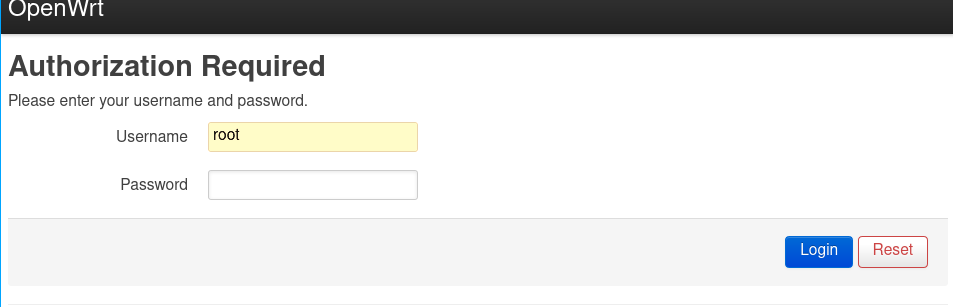 OpenWrt
Authorization Required
Please enter your username and password.
Username root
Password
Login Reset